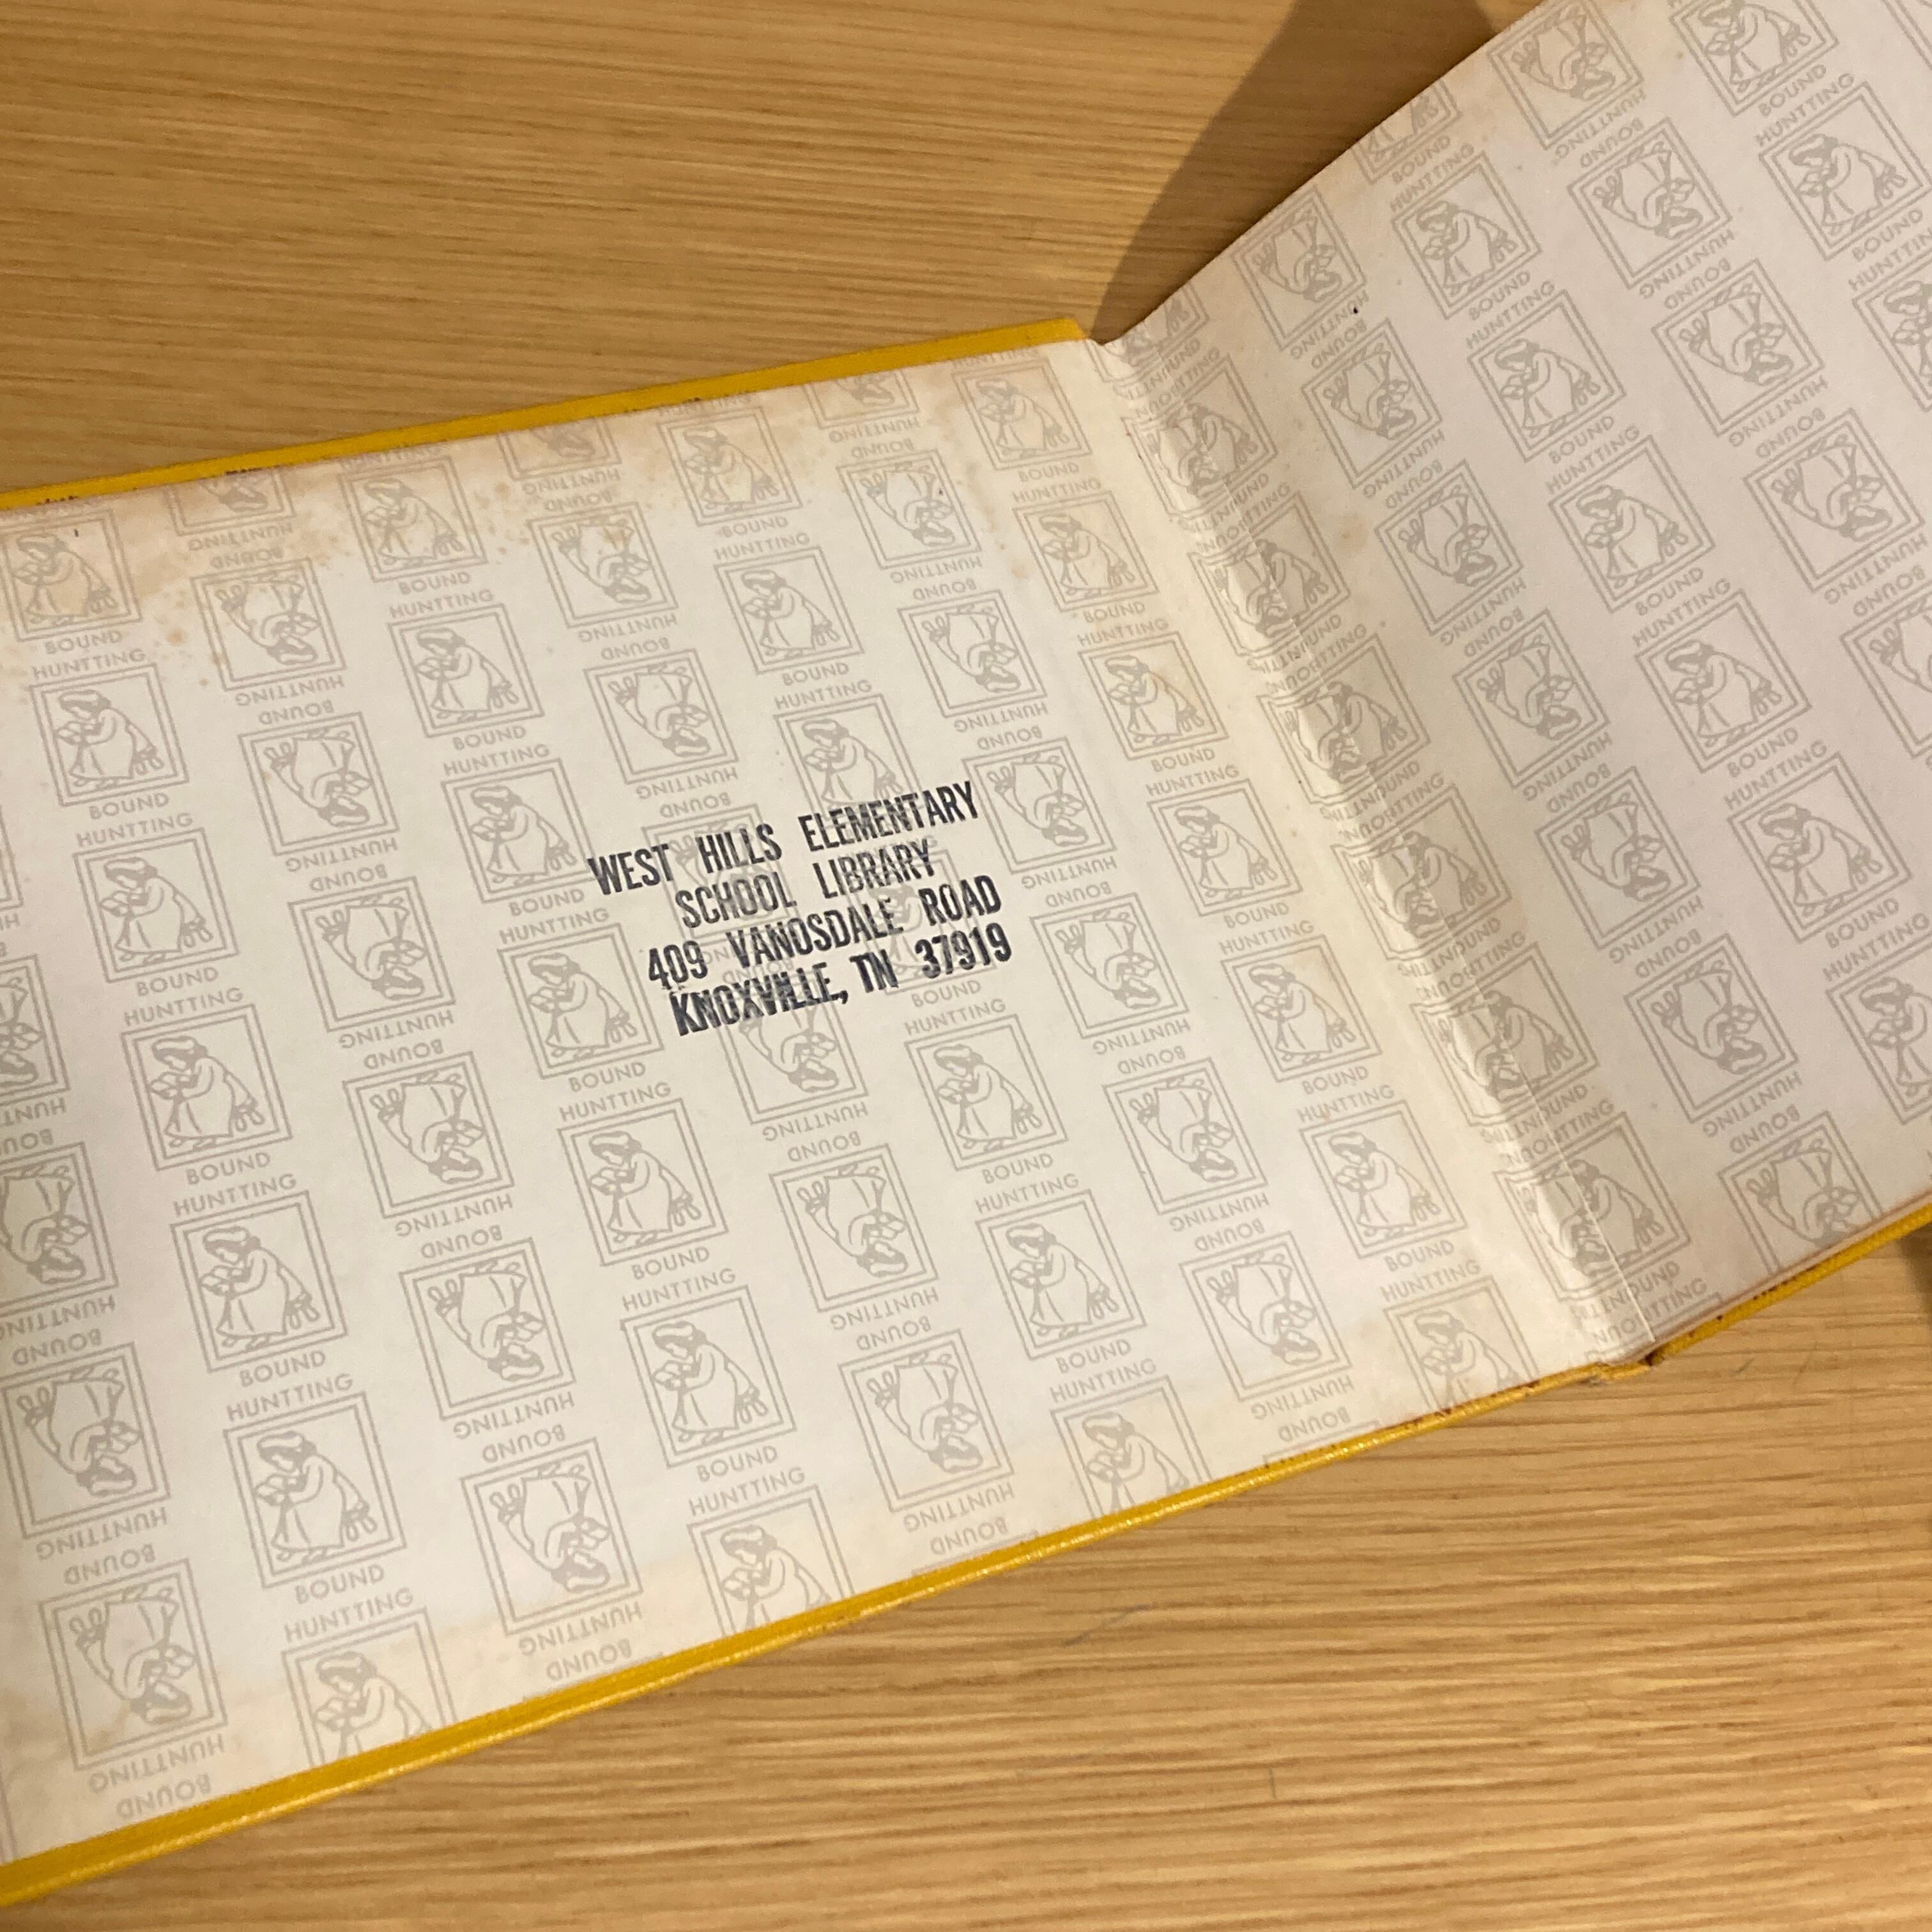 WEST HILLS ELEMENTARY
SCHOOL LIBRARY
409 VANOSDALE ROAD
KNOXVILLE, TN 37919
HUNTTING
BOUND